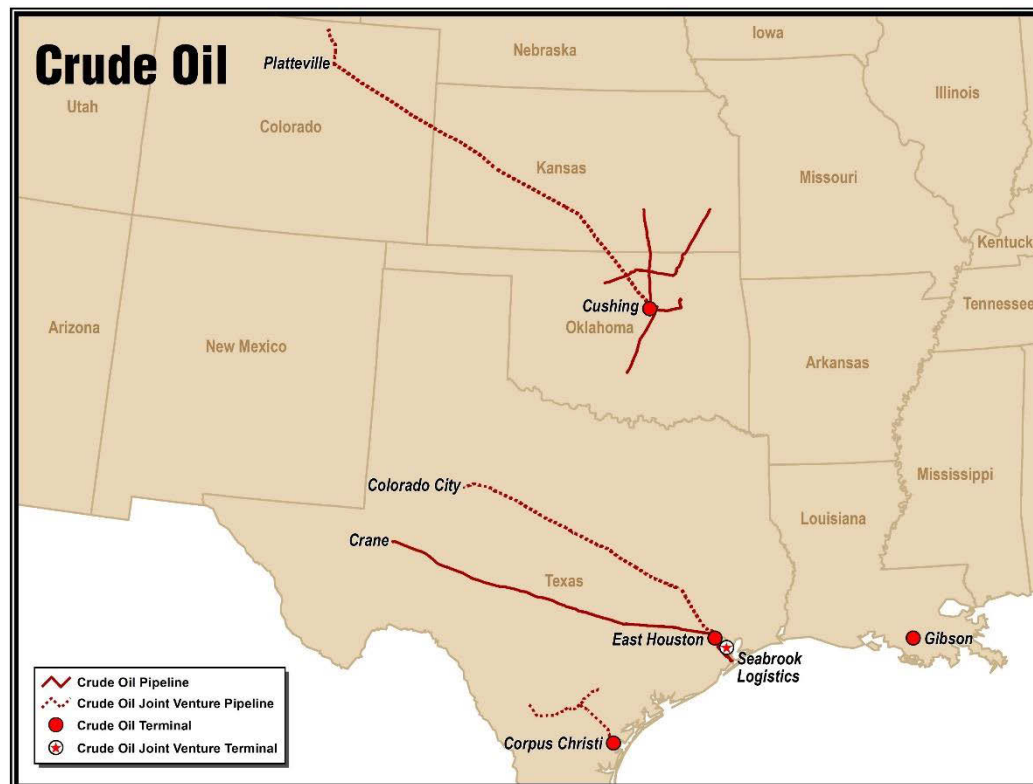 Crude Oil
Platteville
Nebraska
Iowa
Utah
Colorado
Illinois
Kansas
Missouri
Kentuck
Cushing
Oklahoma
Tennessee
Arizona
New Mexico
Arkansas
Mississippi
Colorado City
Louisiana
Crane
Texas
East Houston
Gibson
Seabrook
Logistics
Corpus Christi
Crude Oil Pipeline
Crude Oil Joint Venture Pipeline
Crude Oil Terminal
Crude Oil Joint Venture Terminal